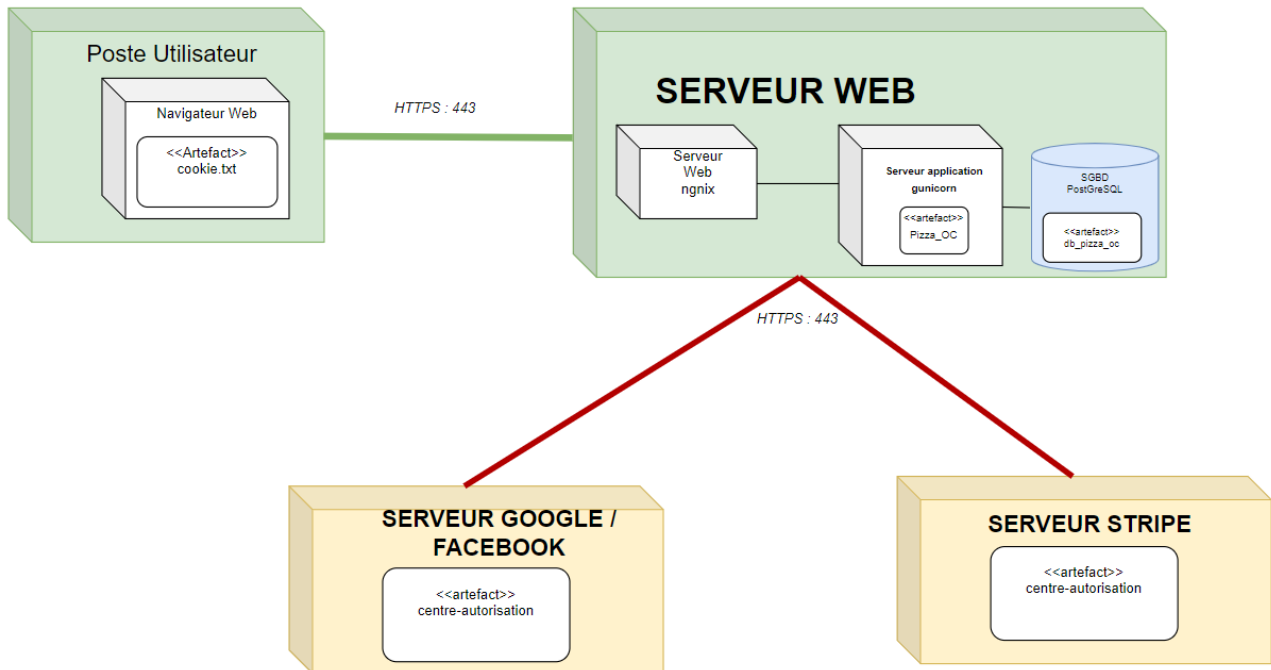 Poste Utilisateur
Navigateur Web
<<Artefact>>
cookie.txt
HTTPS : 443
SERVEUR WEB
Serveur
Web
ngnix
Serveur application
gunicorn
<<artefact>>
Pizza_OC
SGBD
PostGreSQL
<<artefact>>
db_pizza_oc
HTTPS : 443
SERVEUR GOOGLE /
FACEBOOK
<<artefact>>
centre-autorisation
SERVEUR STRIPE
<<artefact>>
centre-autorisation